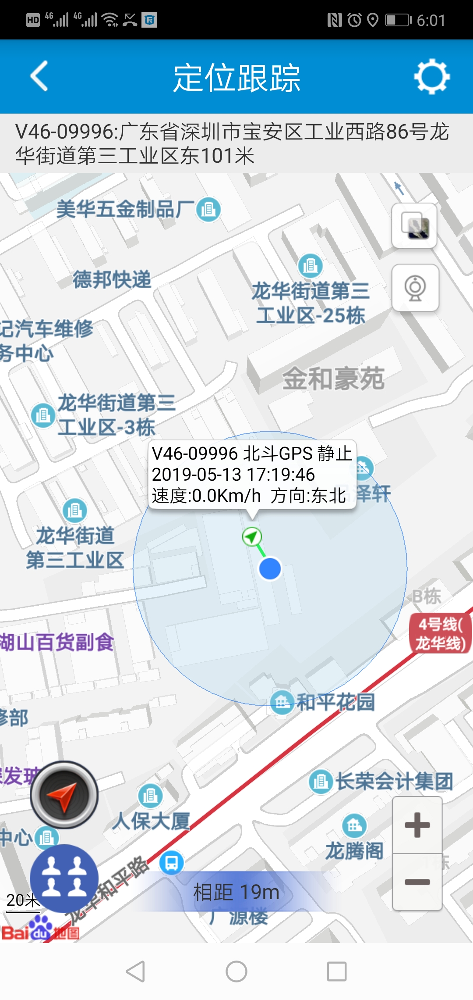 HD 4G 4G 6:01
定位跟踪
V46-09996:广东省深圳市宝安区工业西路86号龙
华街道第三工业区东101米
美华五金制品厂
德邦快递
龙华街道第三
工业区-25栋
记汽车维修
务中心
金和豪苑
龙华街道第三
工业区-3栋
V46-09996 北斗GPS 静止
2019-05-13 17:19:46
速度:0.0Km/h 方向:东北
泽轩
龙华街道
第三工业区
B栋
4号线(
龙华线)
湖山百货副食
和平花园
修部
发玻
长荣会计集团
人保大厦
中心
龙腾阁
栋
龙华和平路
相距 19m
20米
广源楼
Bai du 地图